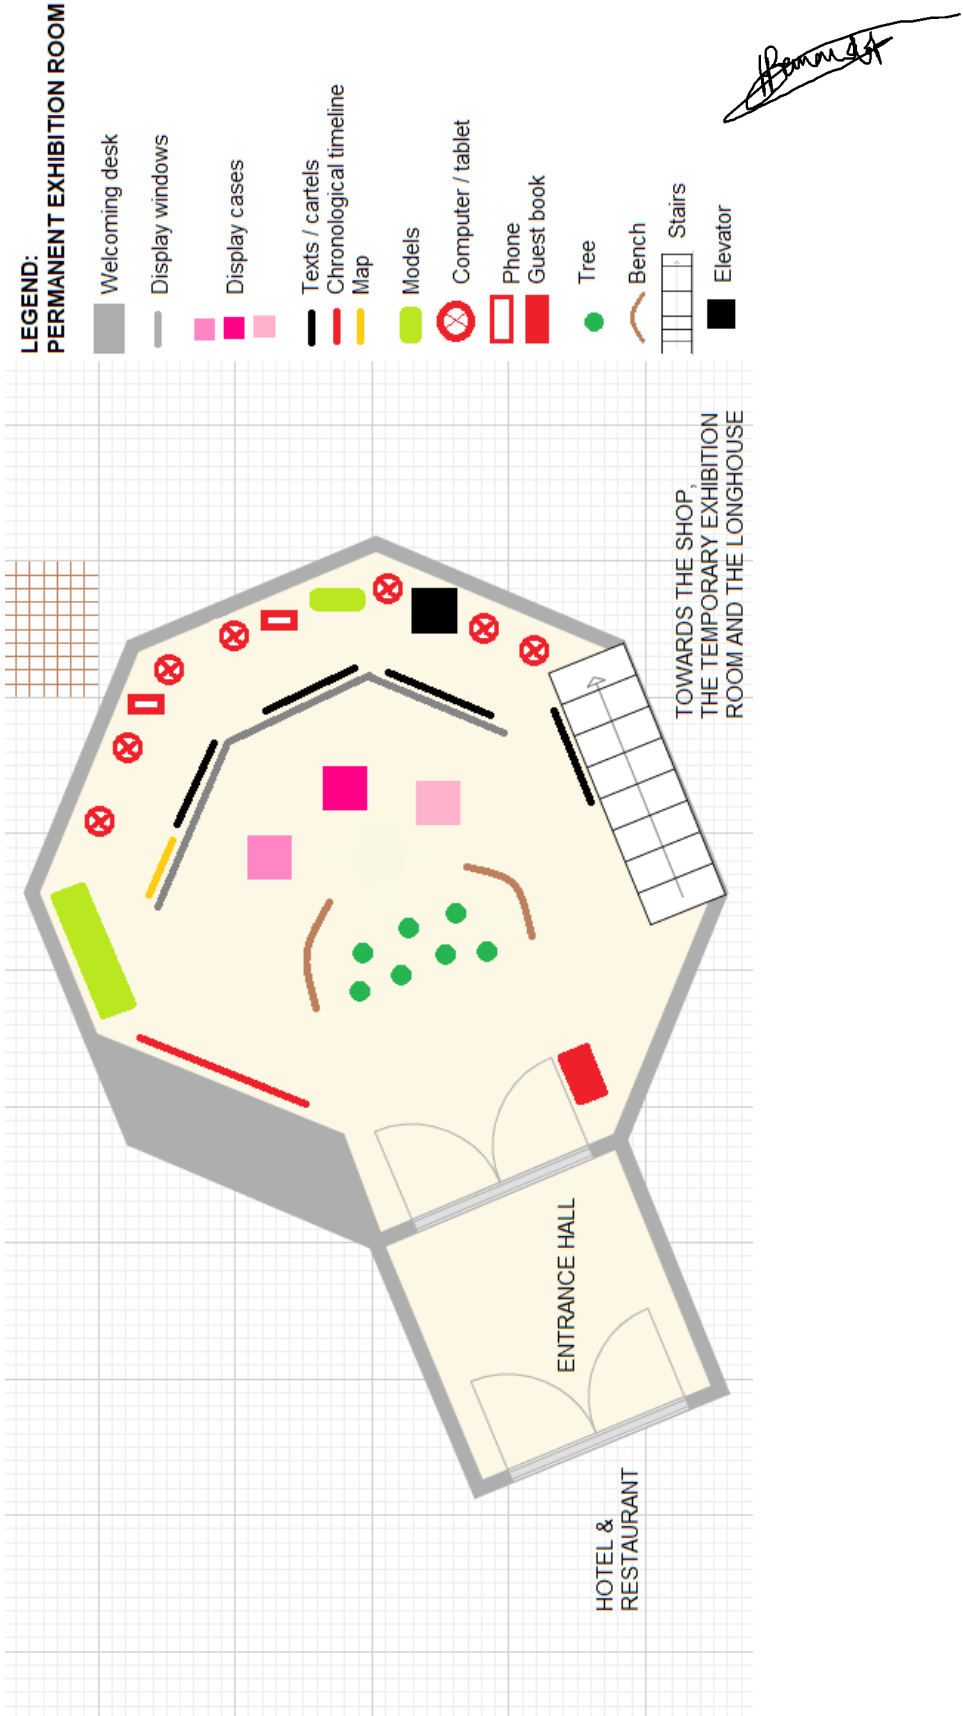 LEGEND:
PERMANENT EXHIBITION ROOM
Welcoming desk
Display windows
Display cases
Texts / cartels
Chronological timeline
Map
Models
Computer / tablet
Phone
Guest book
Tree
Bench
Stairs
Elevator
TOWARDS THE SHOP,
THE TEMPORARY EXHIBITION
ROOM AND THE LONGHOUSE
ENTRANCE HALL
HOTEL &
RESTAURANT